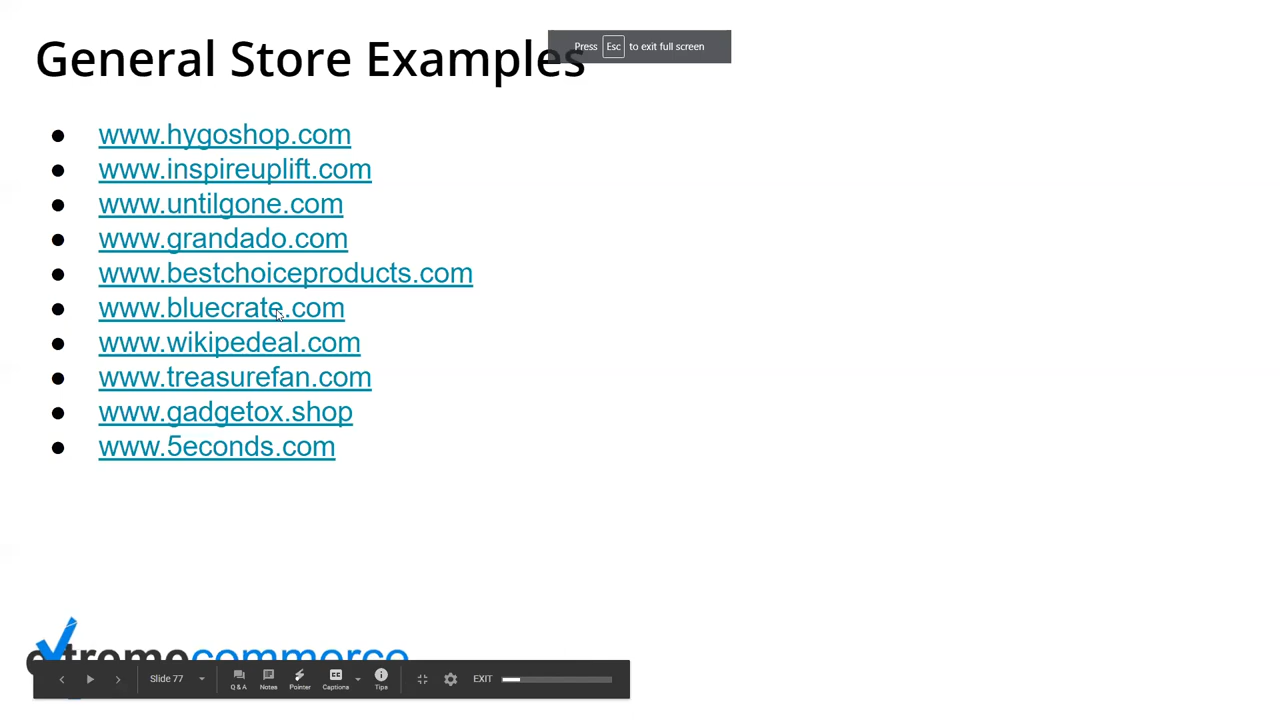 General Store Examples
Press Esc to exit full screen
● www.hygoshop.com
● www.inspireuplift.com
● www.untilgone.com
● www.grandado.com
● www.bestchoiceproducts.com
● www.bluecrate.com
● www.wikipedeal.com
● www.treasurefan.com
● www.gadgetox.shop
● www.5econds.com
extremecommerce
Slide 77 Q & A Notes Pointer Captions Tips EXIT